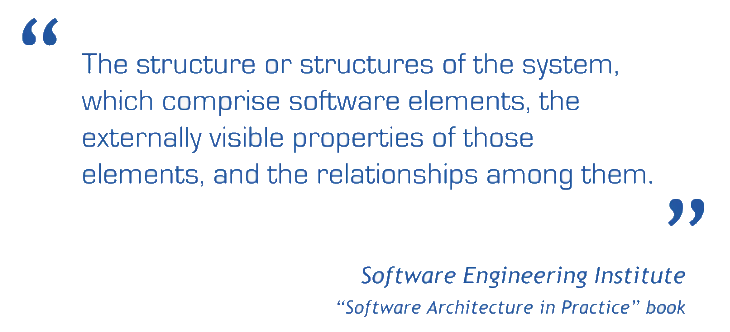 “
The structure or structures of the system,
which comprise software elements, the
externally visible properties of those
elements, and the relationships among them.
”
Software Engineering Institute
“Software Architecture in Practice” book